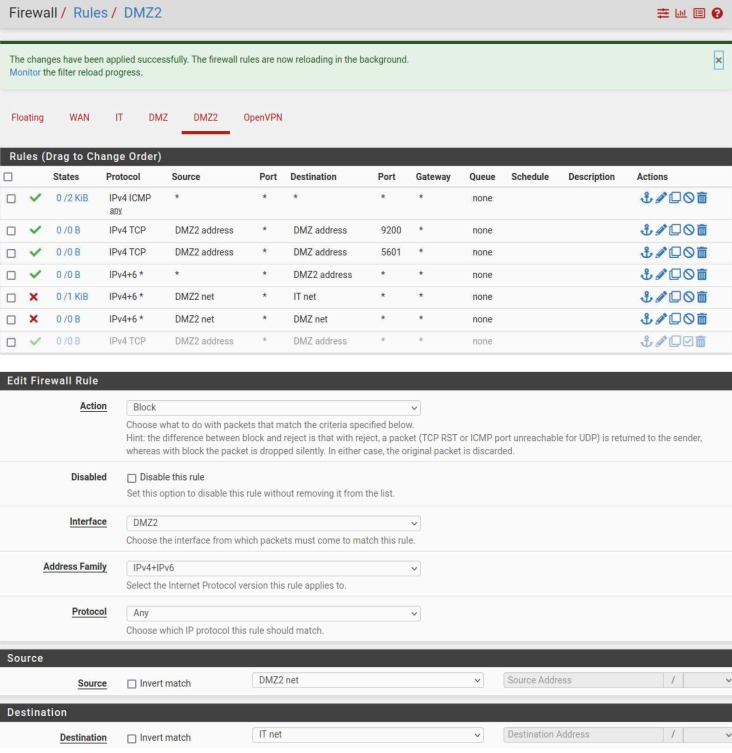 Firewall / Rules / DMZ2
The changes have been applied successfully. The firewall rules are now reloading in the background.
Monitor the filter reload progress.
×
Floating WAN IT DMZ DMZ2 OpenVPN
Rules (Drag to Change Order)
States Protocol Source Port Destination Port Gateway Queue Schedule Description Actions
0 /2 KiB IPv4 ICMP * * * * * none
any
0 /0 B IPv4 TCP DMZ2 address * DMZ address 9200 * none
0 /0 B IPv4 TCP DMZ2 address * DMZ address 5601 * none
0 /0 B IPv4+6 * * * DMZ2 address * * none
0 /1 KiB IPv4+6 * DMZ2 net * IT net * * none
0 /0 B IPv4+6 * DMZ2 net * DMZ net * * none
0 /0 B IPv4 TCP DMZ2 address * DMZ address * * none
Edit Firewall Rule
Action Block
Choose what to do with packets that match the criteria specified below.
Hint: the difference between block and reject is that with reject, a packet (TCP RST or ICMP port unreachable for UDP) is returned to the sender,
whereas with block the packet is dropped silently. In either case, the original packet is discarded.
Disabled Disable this rule
Set this option to disable this rule without removing it from the list.
Interface DMZ2
Choose the interface from which packets must come to match this rule.
Address Family IPv4+IPv6
Select the Internet Protocol version this rule applies to.
Protocol Any
Choose which IP protocol this rule should match.
Source
Source Invert match DMZ2 net Source Address /
Destination
Destination Invert match IT net Destination Address /